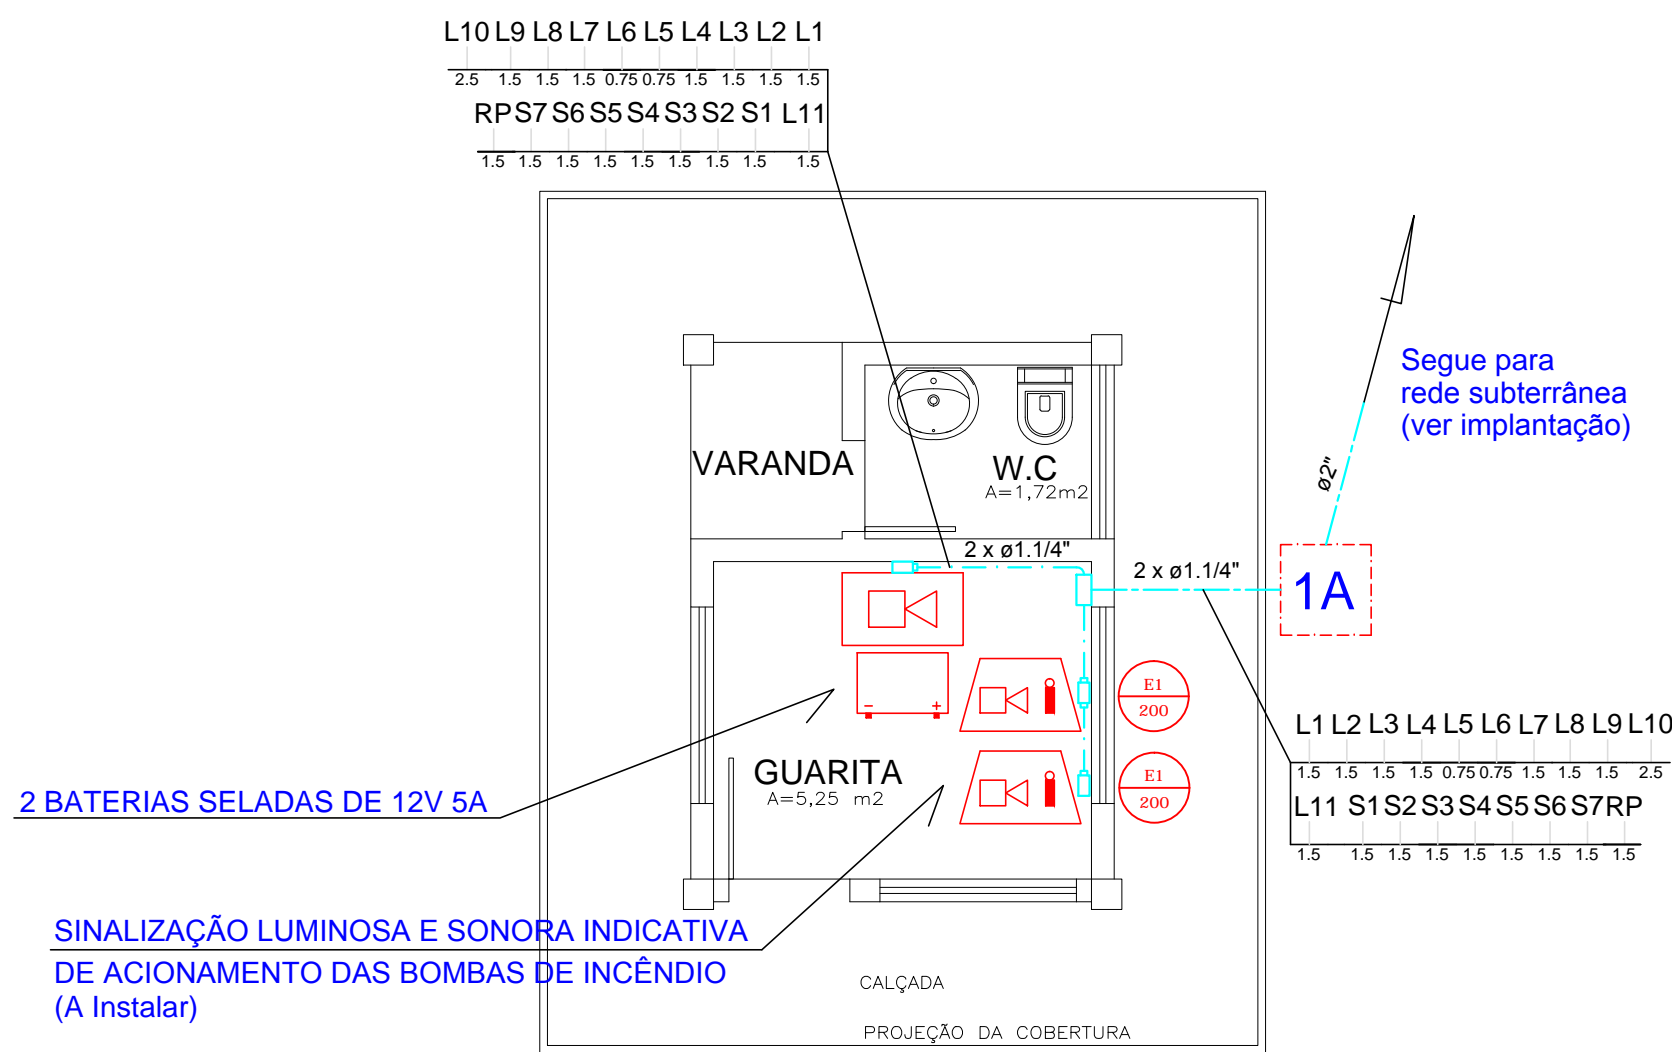 L10 L9 L8 L7 L6 L5 L4 L3 L2 L1
2.5 1.5 1.5 1.5 0.75 0.75 1.5 1.5 1.5 1.5
RP S7 S6 S5 S4 S3 S2 S1 L11
1.5 1.5 1.5 1.5 1.5 1.5 1.5 1.5 1.5
Segue para
rede subterrânea
(ver implantação)
ø2"
VARANDA
W.C
A=1,72m2
2 x ø1.1/4"
2 x ø1.1/4"
1A
- +
E1
200
E1
200
L1 L2 L3 L4 L5 L6 L7 L8 L9 L10
1.5 1.5 1.5 1.5 0.75 0.75 1.5 1.5 1.5 2.5
L11 S1 S2 S3 S4 S5 S6 S7 RP
1.5 1.5 1.5 1.5 1.5 1.5 1.5 1.5 1.5
GUARITA
A=5,25 m2
2 BATERIAS SELADAS DE 12V 5A
SINALIZAÇÃO LUMINOSA E SONORA INDICATIVA
DE ACIONAMENTO DAS BOMBAS DE INCÊNDIO
(A Instalar)
CALÇADA
PROJEÇÃO DA COBERTURA